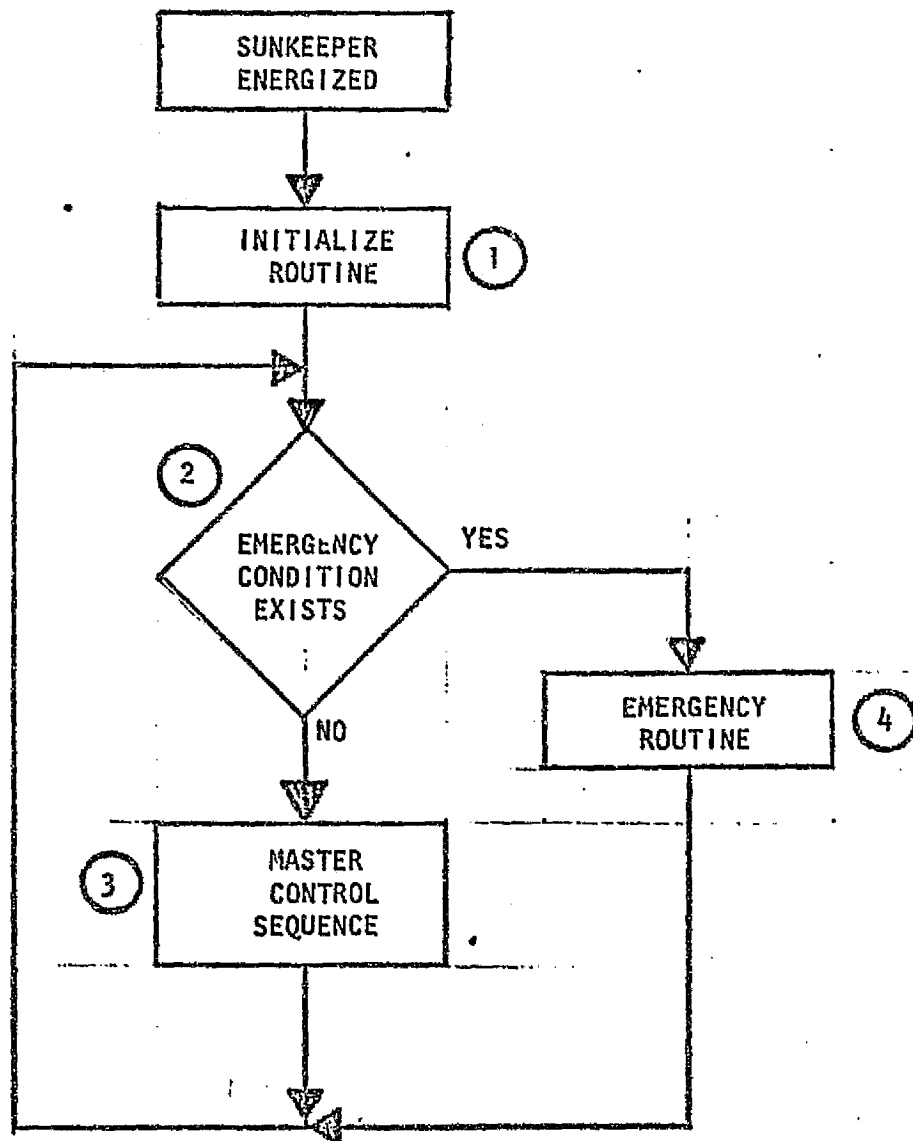 SUNKEEPER
ENERGIZED
INITIALIZE
ROUTINE
1
2
EMERGENCY
CONDITION
EXISTS
YES
NO
EMERGENCY
ROUTINE
4
3
MASTER
CONTROL
SEQUENCE